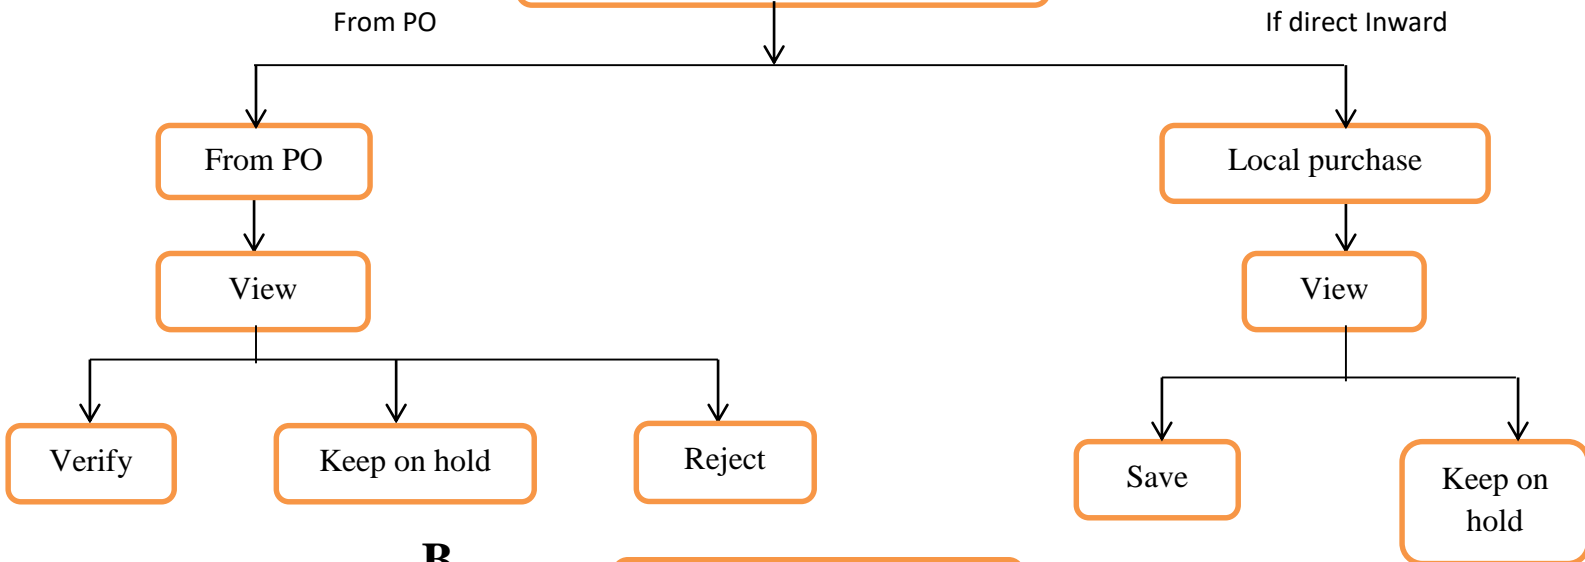 From PO
If direct Inward
From PO
Local purchase
View
View
Verify
Keep on hold
Reject
Save
Keep on
hold